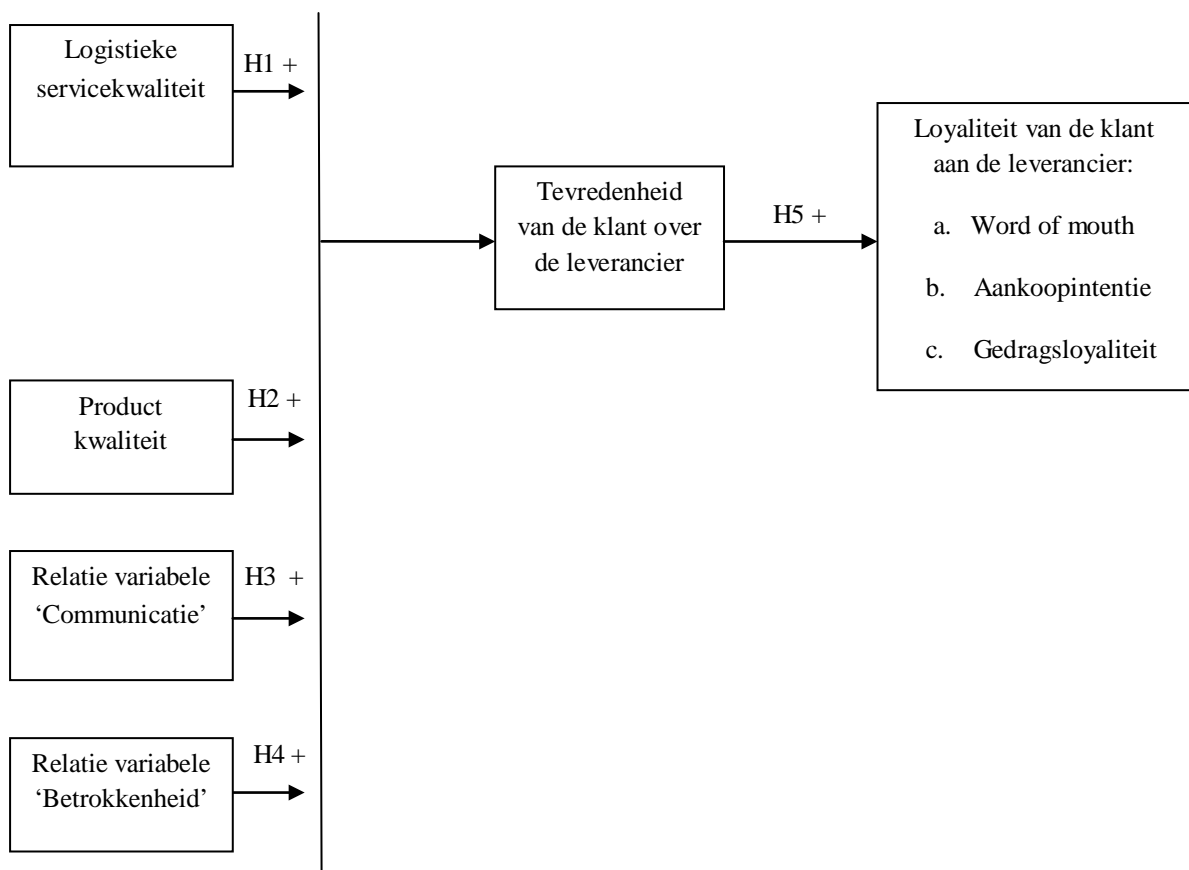 Logistieke
servicekwaliteit
H1 +
Tevredenheid
van de klant over
de leverancier
H5 +
Loyaliteit van de klant
aan de leverancier:
a. Word of mouth
b. Aankoopintentie
c. Gedragsloyaliteit
Product
kwaliteit
H2 +
Relatie variabele
‘Communicatie’
H3 +
Relatie variabele
‘Betrokkenheid’
H4 +